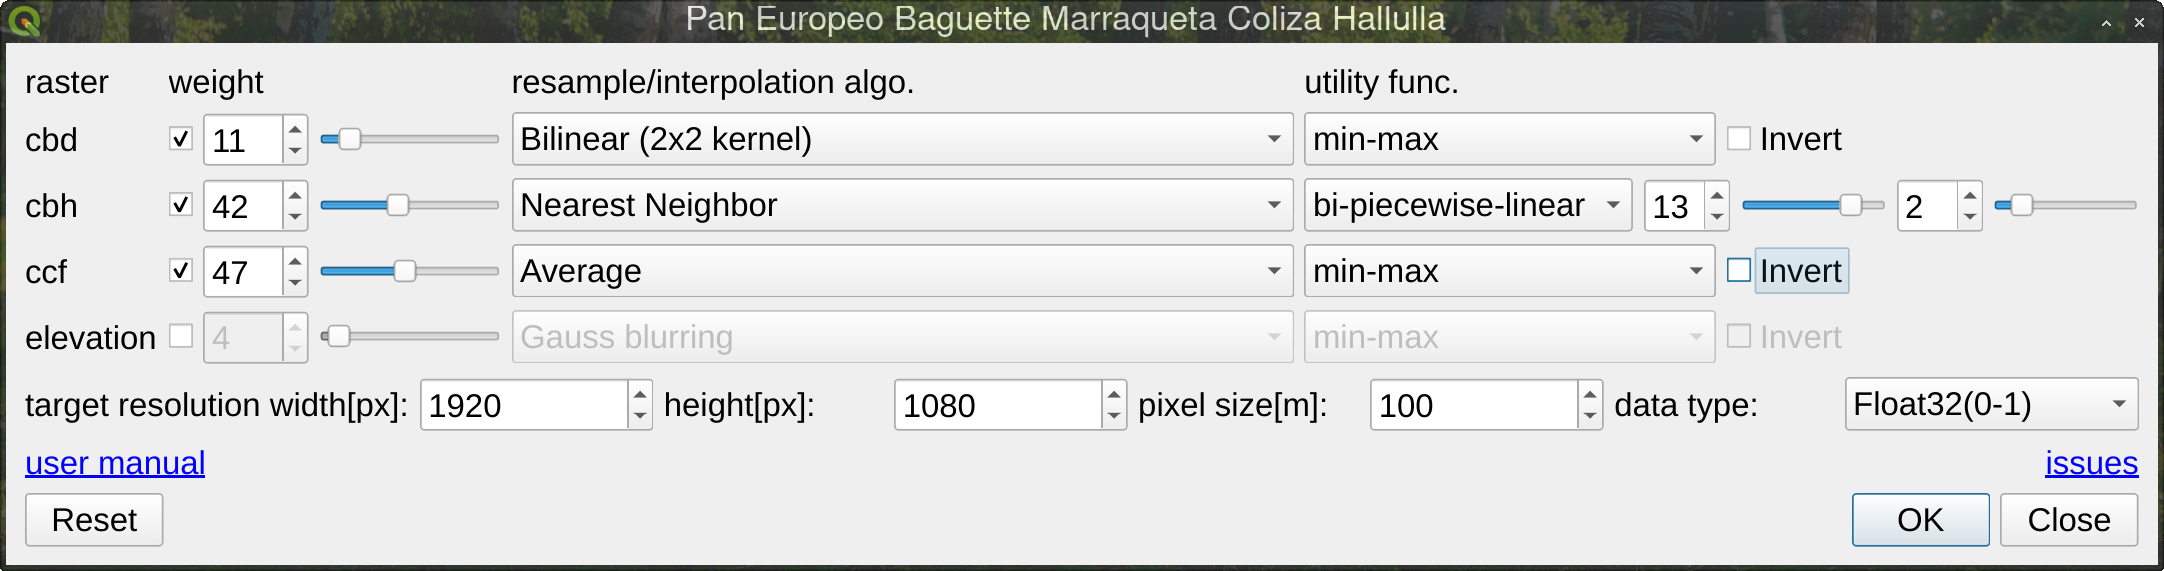 Pan Europeo Baguette Marraqueta Coliza Hallulla
raster weight resample/interpolation algo. utility func.
cbd 11 Bilinear (2x2 kernel) min-max Invert
cbh 42 Nearest Neighbor bi-piecewise-linear 13 2
ccf 47 Average min-max Invert
elevation 4 Gauss blurring min-max Invert
target resolution width[px]: 1920 height[px]: 1080 pixel size[m]: 100 data type: Float32(0-1)
user manual issues
Reset OK Close